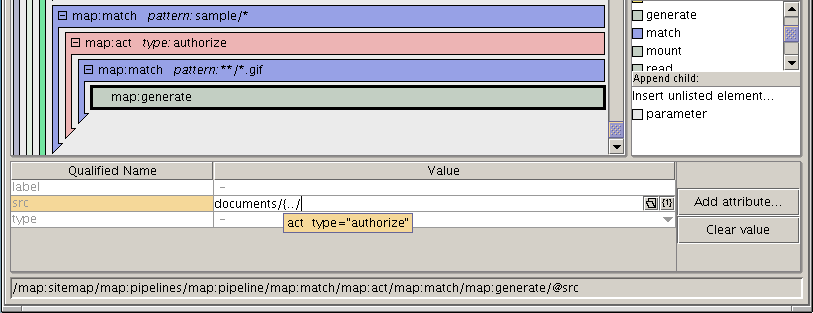 map:match pattern: sample/*
map:act type: authorize
map:match pattern: **/*.gif
map:generate
generate
match
mount
read
Append child:
Insert unlisted element...
parameter
Qualified Name Value
label –
src documents/{../ {1}
type –
act type="authorize"
Add attribute...
Clear value
/map:sitemap/map:pipelines/map:pipeline/map:match/map:act/map:match/map:generate/@src